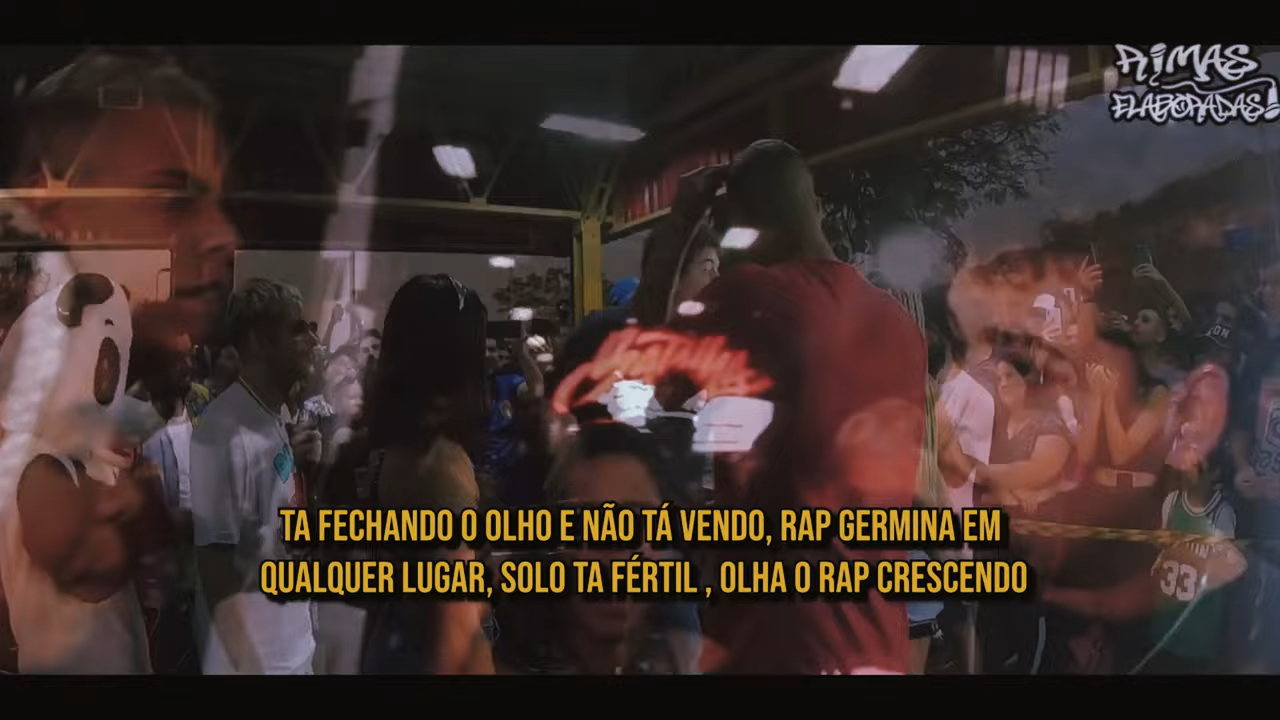 RIMAS
ELABORADAS!
TA FECHANDO O OLHO E NÃO TÁ VENDO, RAP GERMINA EM
QUALQUER LUGAR, SOLO TA FÉRTIL , OLHA O RAP CRESCENDO
33